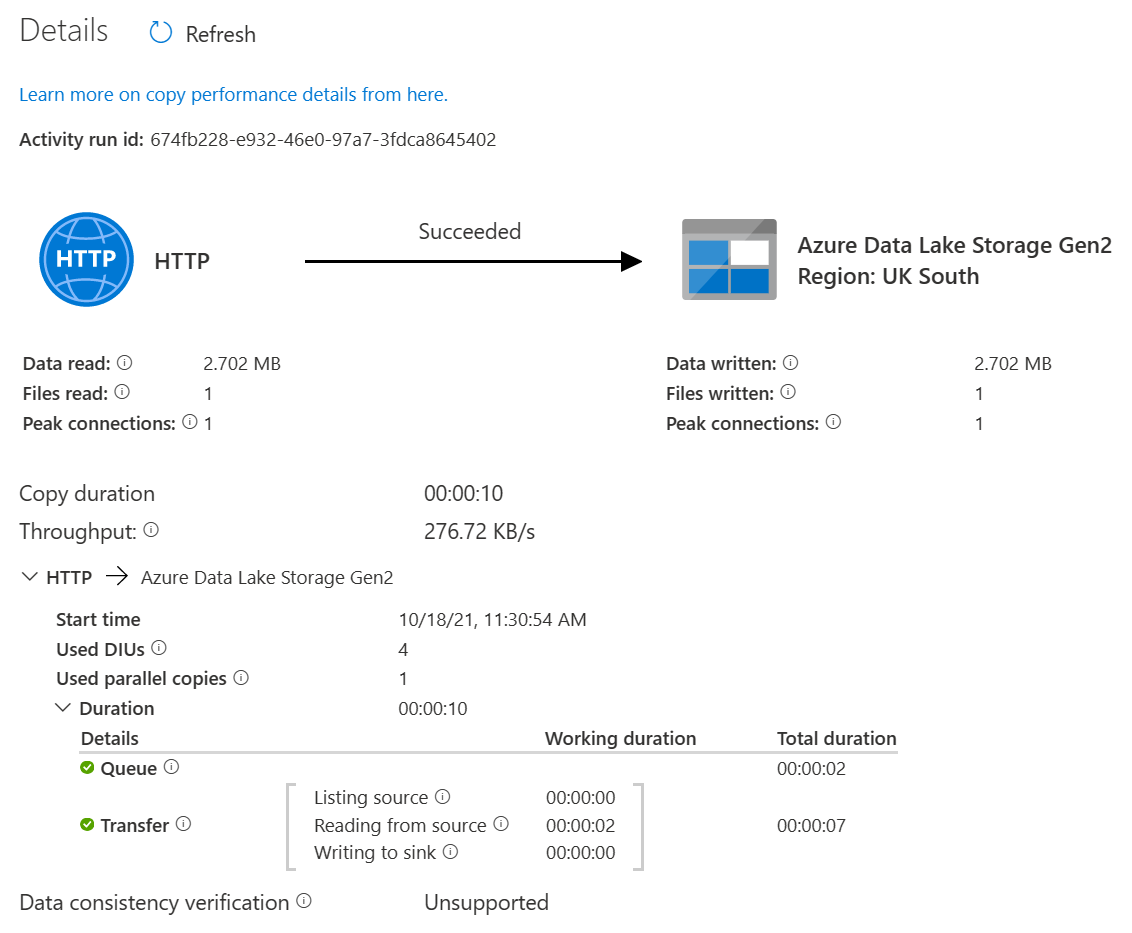 Details Refresh
Learn more on copy performance details from here.
Activity run id: 674fb228-e932-46e0-97a7-3fdca8645402
Succeeded
HTTP HTTP Azure Data Lake Storage Gen2
Region: UK South
Data read: 2.702 MB Data written: 2.702 MB
Files read: 1 Files written: 1
Peak connections: 1 Peak connections: 1
Copy duration 00:00:10
Throughput: 276.72 KB/s
HTTP → Azure Data Lake Storage Gen2
Start time 10/18/21, 11:30:54 AM
Used DIUs 4
Used parallel copies 1
Duration 00:00:10
Details Working duration Total duration
Queue 00:00:02
Listing source 00:00:00
Transfer Reading from source 00:00:02 00:00:07
Writing to sink 00:00:00
Data consistency verification Unsupported